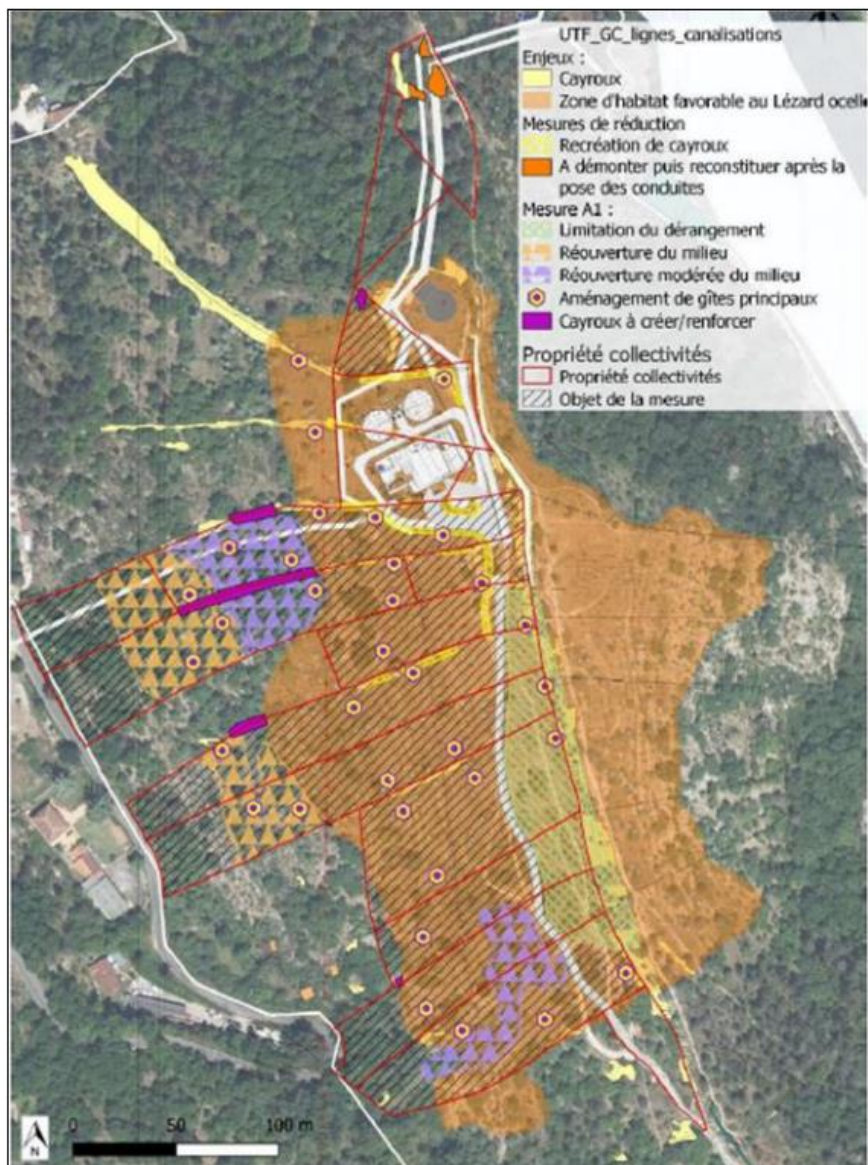 UTF_GC_lignes_canalisations
Enjeux :
Cayroux
Zone d'habitat favorable au Lézard ocelle
Mesures de réduction
Recréation de cayroux
A démonter puis reconstituer après la
pose des conduites
Mesure A1 :
Limitation du dérangement
Réouverture du milieu
Réouverture modérée du milieu
Aménagement de gîtes principaux
Cayroux à créer/renforcer
Propriété collectivités
Propriété collectivités
Objet de la mesure
N
0 50 100 m